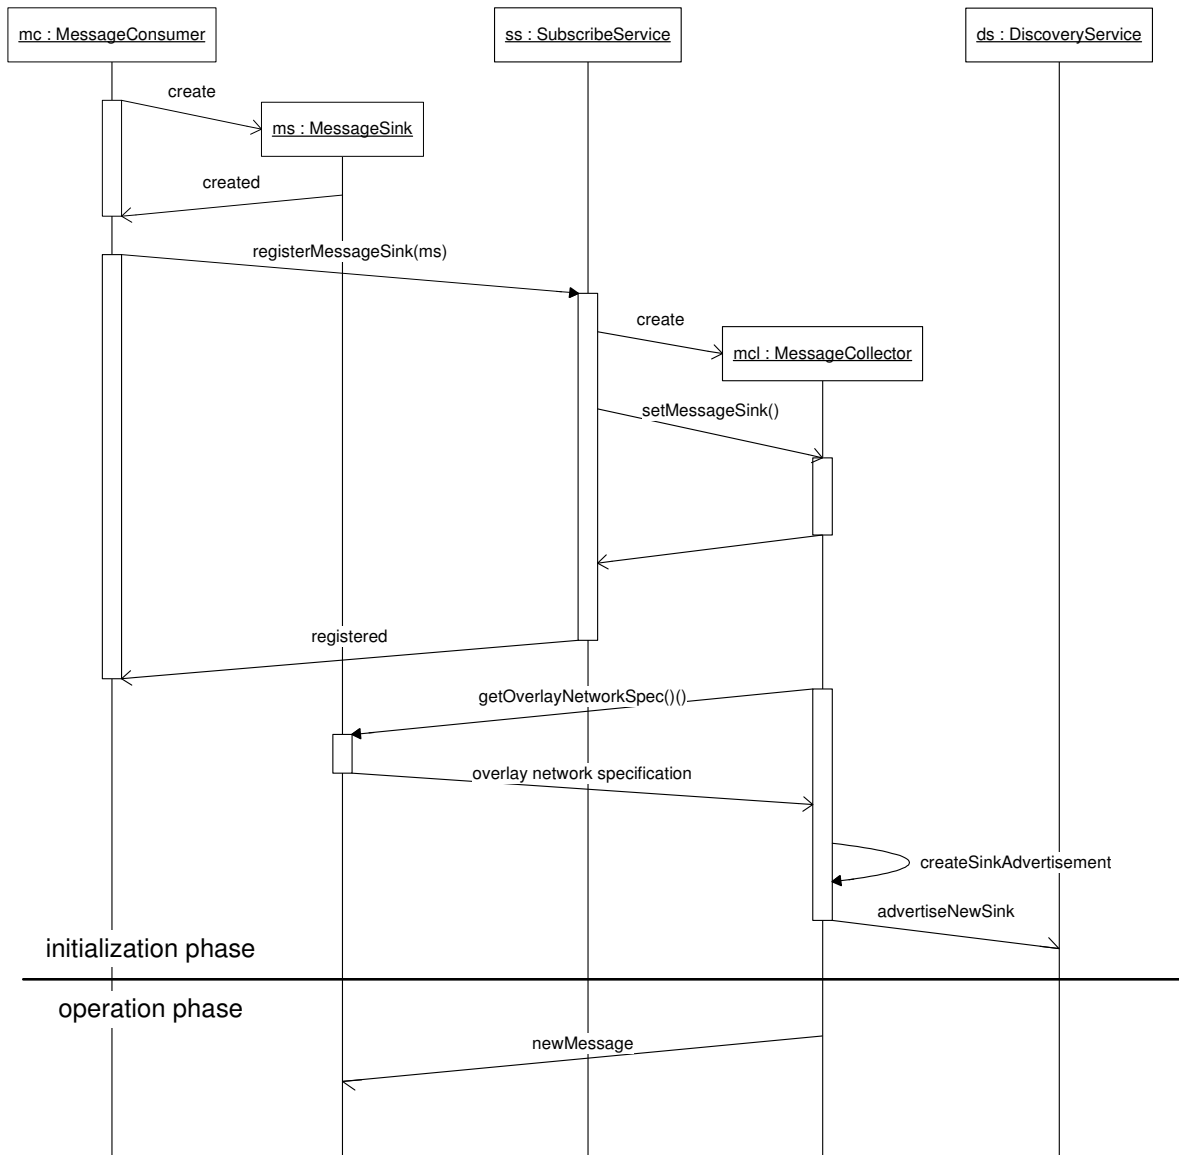 mc : MessageConsumer
ss : SubscribeService
ds : DiscoveryService
create
ms : MessageSink
created
registerMessageSink(ms)
create
mcl : MessageCollector
setMessageSink()
registered
getOverlayNetworkSpec()()
overlay network specification
createSinkAdvertisement
advertiseNewSink
initialization phase
operation phase
newMessage